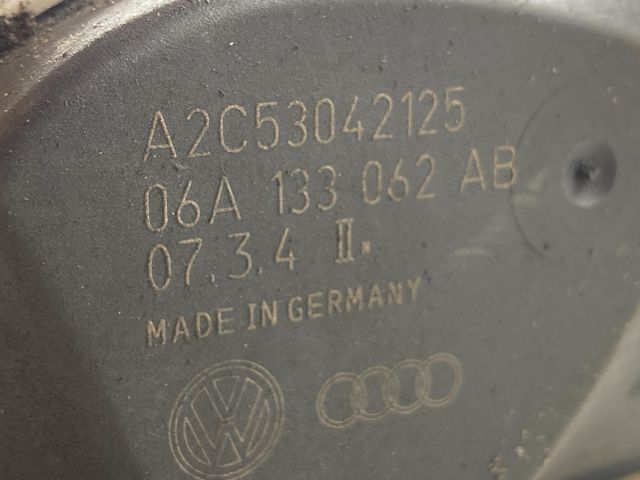 A2C53042125
06A 133 062 AB
07.3.4 II
MADE IN GERMANY